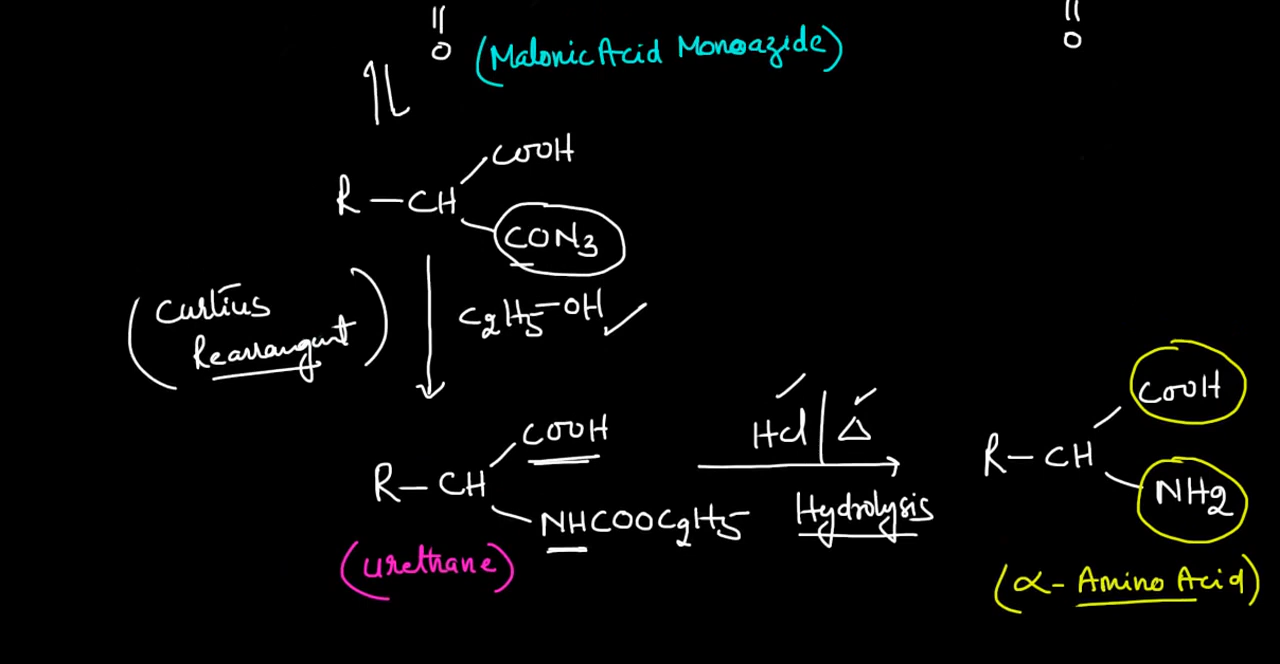 ||
O
||
O
(Malonic Acid Monoazide)
COOH
R — CH
CON3
(Curtius
Rearrangmt)
C2H5-OH
COOH
R — CH
NHCOOC2H5
(Urethane)
HCl | Δ
Hydrolysis
COOH
R — CH
NH2
(α - Amino Acid)